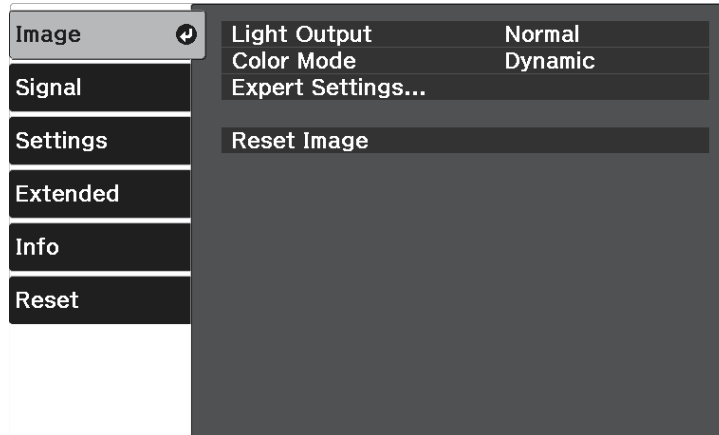 Image
Signal
Settings
Extended
Info
Reset
Light Output Normal
Color Mode Dynamic
Expert Settings...
Reset Image